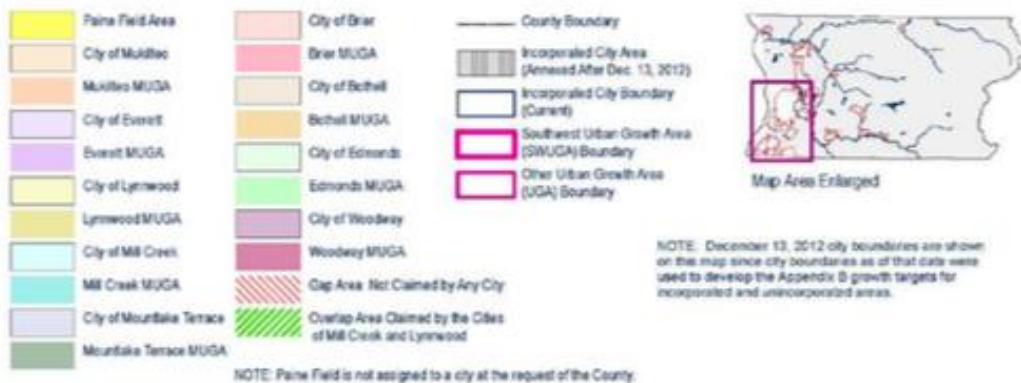 Paine Field Area
City of Mukilteo
Mukilteo MUGA
City of Everett
Everett MUGA
City of Lynnwood
Lynnwood MUGA
City of Mill Creek
Mill Creek MUGA
City of Mountlake Terrace
Mountlake Terrace MUGA
City of Brier
Brier MUGA
City of Bothell
Bothell MUGA
City of Edmonds
Edmonds MUGA
City of Woodway
Woodway MUGA
Gap Area Not Claimed by Any City
Overlap Area Claimed by the Cities
of Mill Creek and Lynnwood
NOTE: Paine Field is not assigned to a city at the request of the County.
County Boundary
Incorporated City Area
(Annexed After Dec. 13, 2012)
Incorporated City Boundary
(Current)
Southwest Urban Growth Area
(SWUGA) Boundary
Other Urban Growth Area
(UGA) Boundary
Map Area Enlarged
NOTE: December 13, 2012 city boundaries are shown
on this map since city boundaries as of that date were
used to develop the Appendix B growth targets for
incorporated and unincorporated areas.